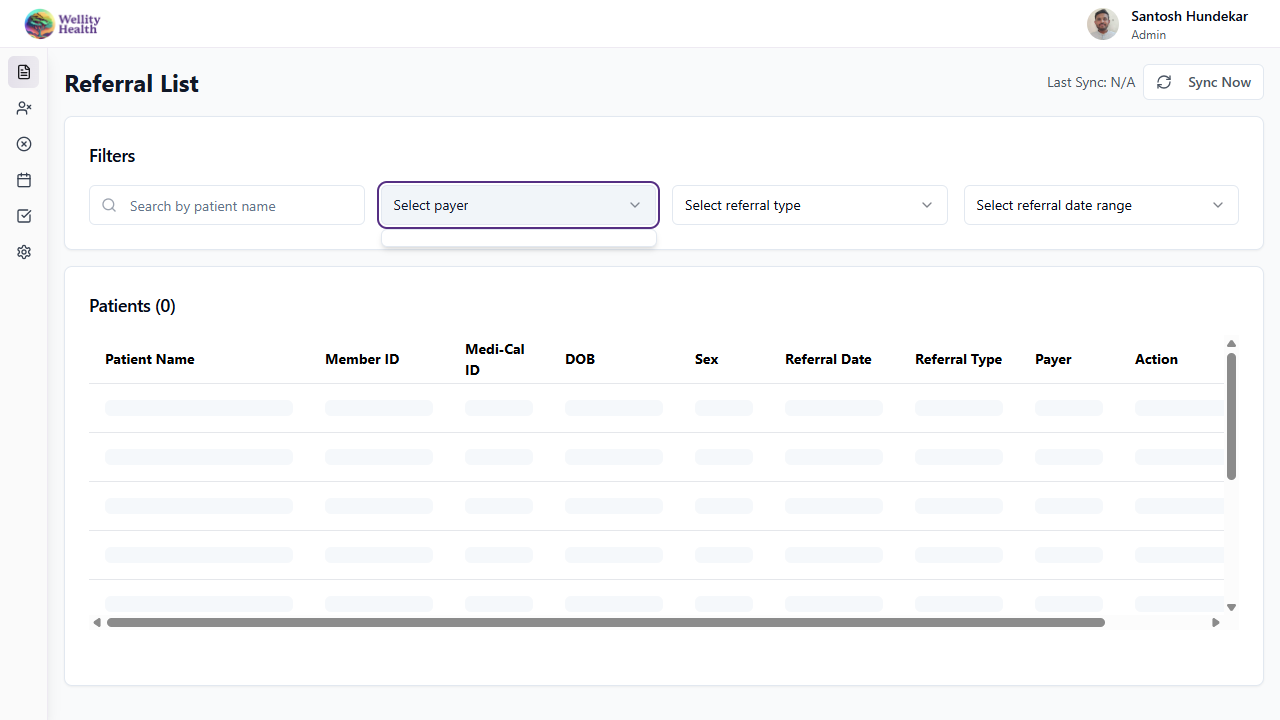 Wellity
Health
Santosh Hundekar
Admin
Referral List
Last Sync: N/A
Sync Now
Filters
Search by patient name
Select payer
Select referral type
Select referral date range
Patients (0)
Patient Name
Member ID
Medi-Cal
ID
DOB
Sex
Referral Date
Referral Type
Payer
Action